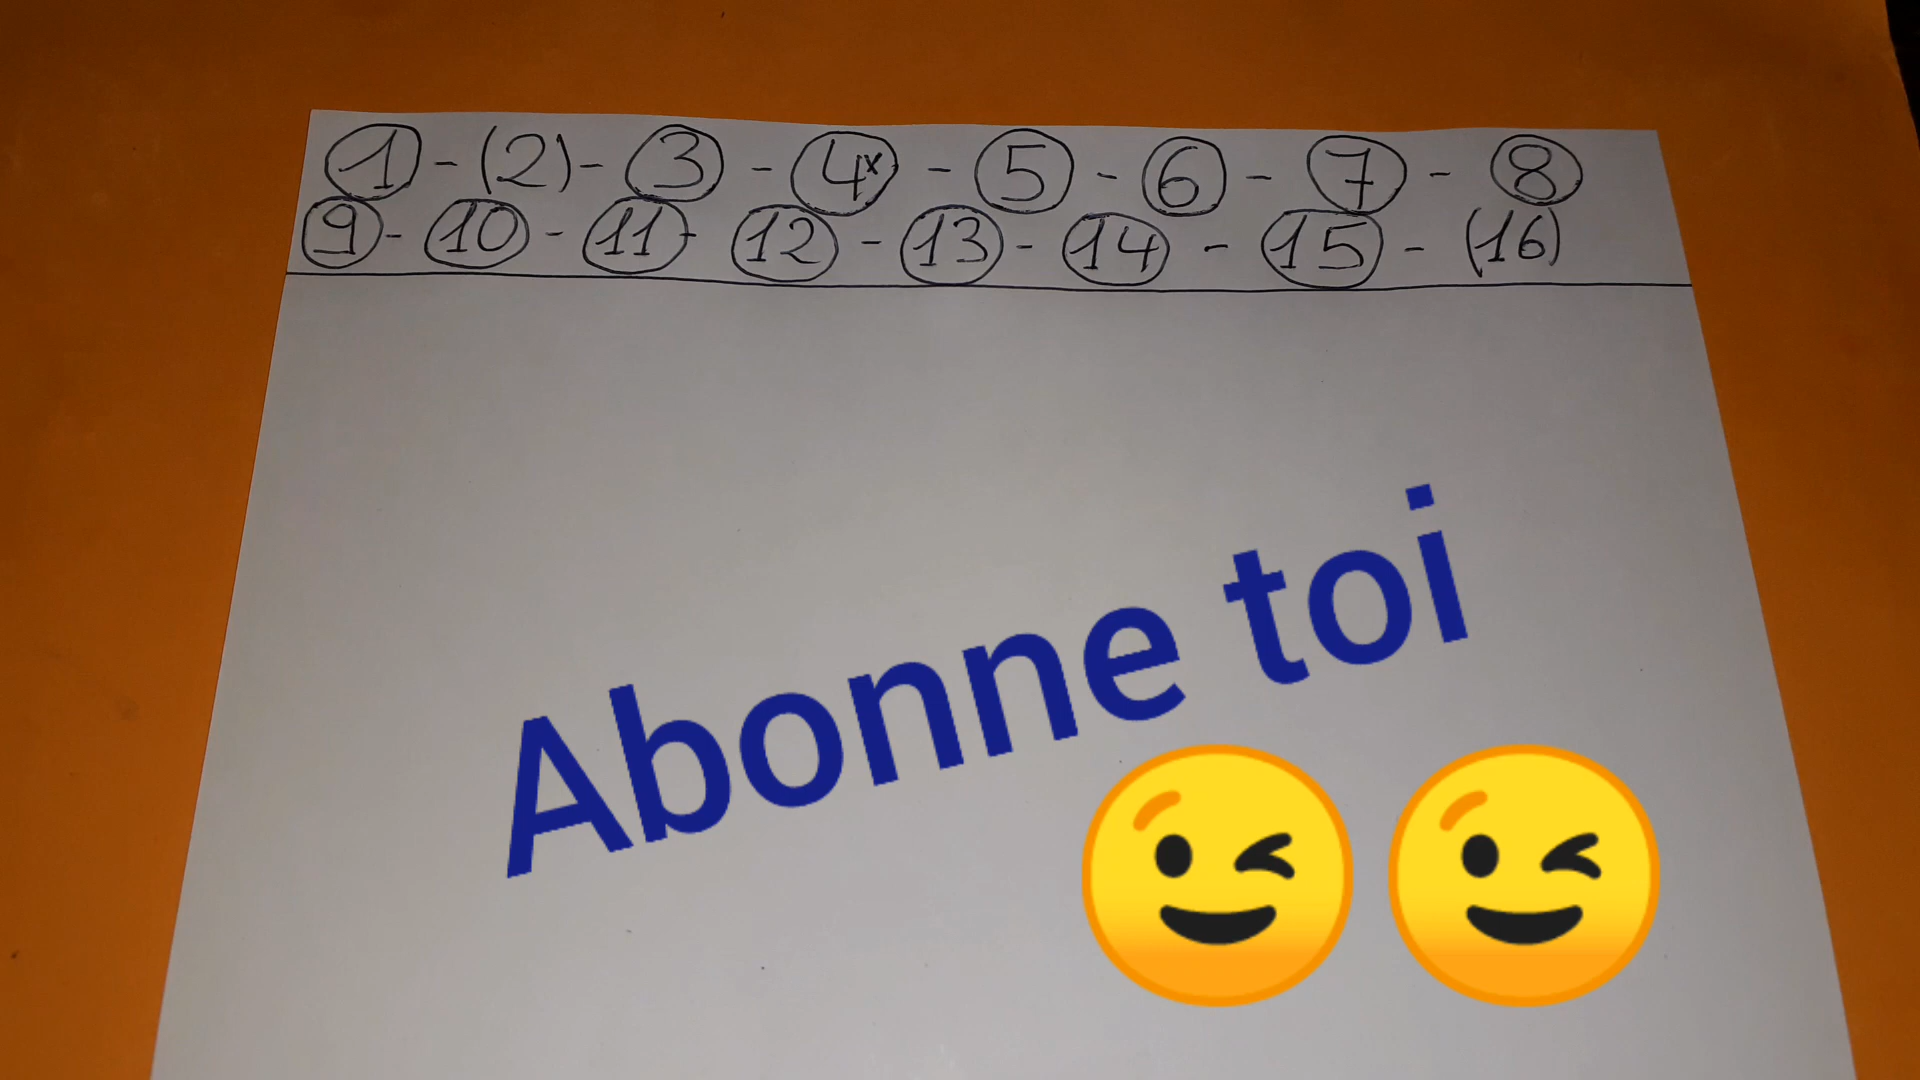 1 - (2) - 3 - 4x - 5 - 6 - 7 - 8
9 - 10 - 11 - 12 - 13 - 14 - 15 - (16)
Abonne toi